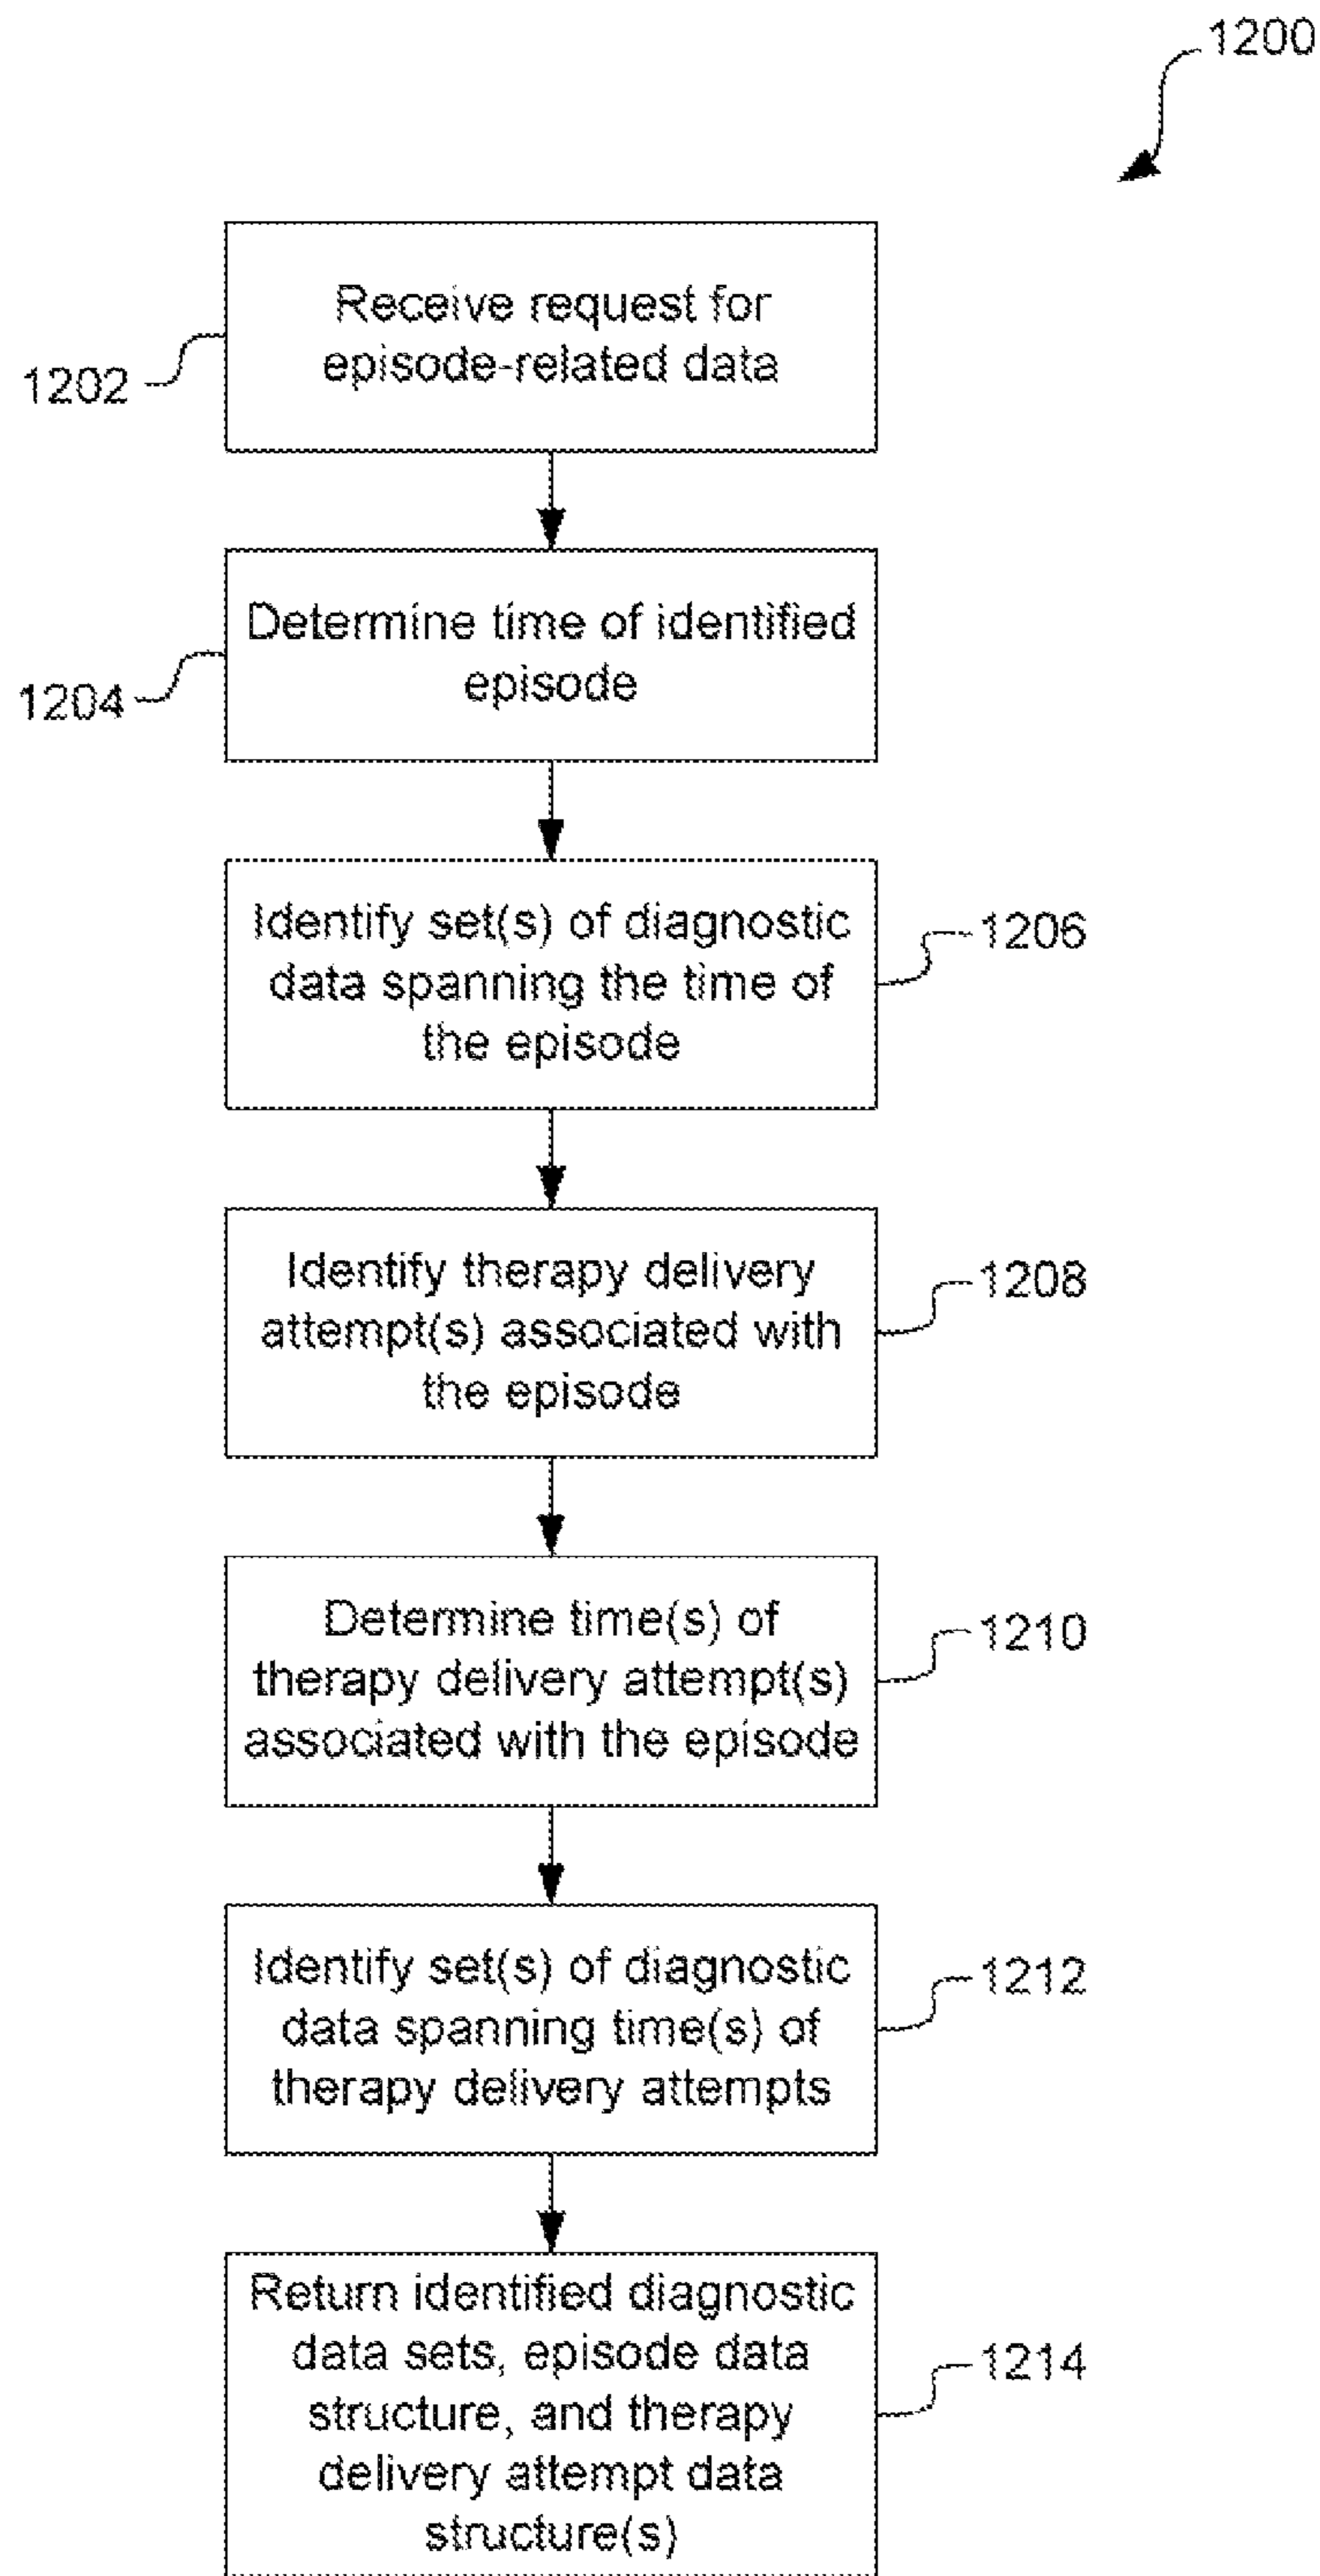 1200
Receive request for
episode-related data
1202
Determine time of identified
episode
1204
Identify set(s) of diagnostic
data spanning the time of
the episode
1206
Identify therapy delivery
attempt(s) associated with
the episode
1208
Determine time(s) of
therapy delivery attempt(s)
associated with the episode
1210
Identify set(s) of diagnostic
data spanning time(s) of
therapy delivery attempts
1212
Return identified diagnostic
data sets, episode data
structure, and therapy
delivery attempt data
structure(s)
1214